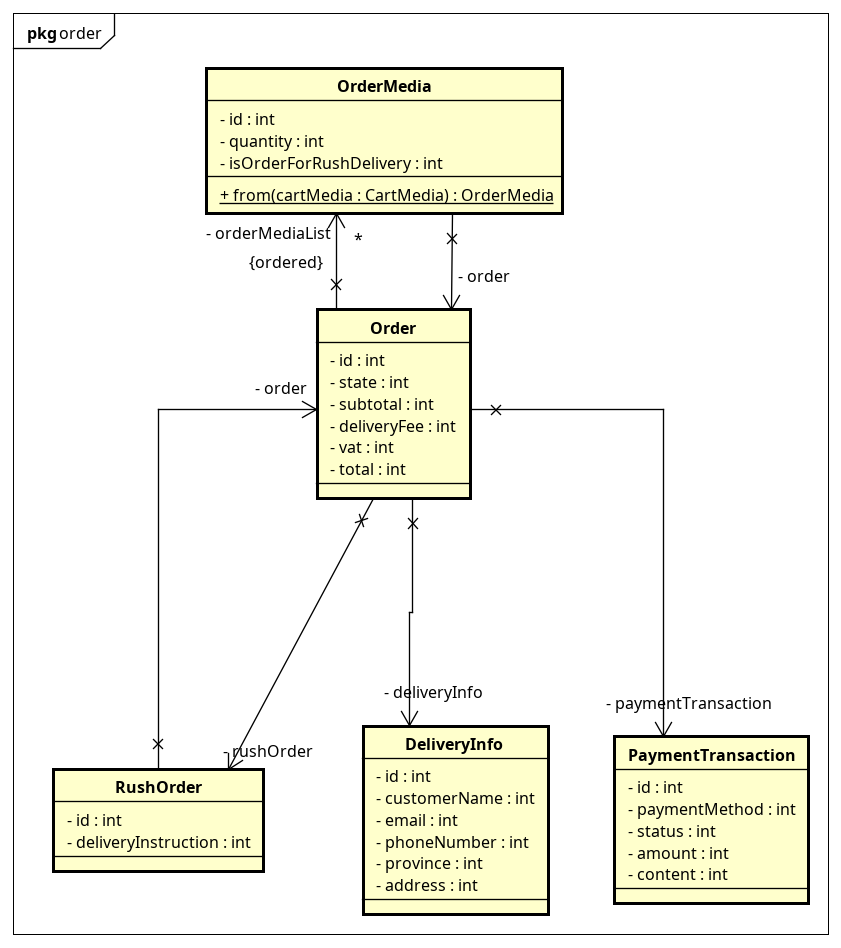 pkg order
OrderMedia
- id : int
- quantity : int
- isOrderForRushDelivery : int
+ from(cartMedia : CartMedia) : OrderMedia
- orderMediaList
*
{ordered}
- order
Order
- id : int
- state : int
- subtotal : int
- deliveryFee : int
- vat : int
- total : int
- order
- rushOrder
- deliveryInfo
- paymentTransaction
RushOrder
- id : int
- deliveryInstruction : int
DeliveryInfo
- id : int
- customerName : int
- email : int
- phoneNumber : int
- province : int
- address : int
PaymentTransaction
- id : int
- paymentMethod : int
- status : int
- amount : int
- content : int